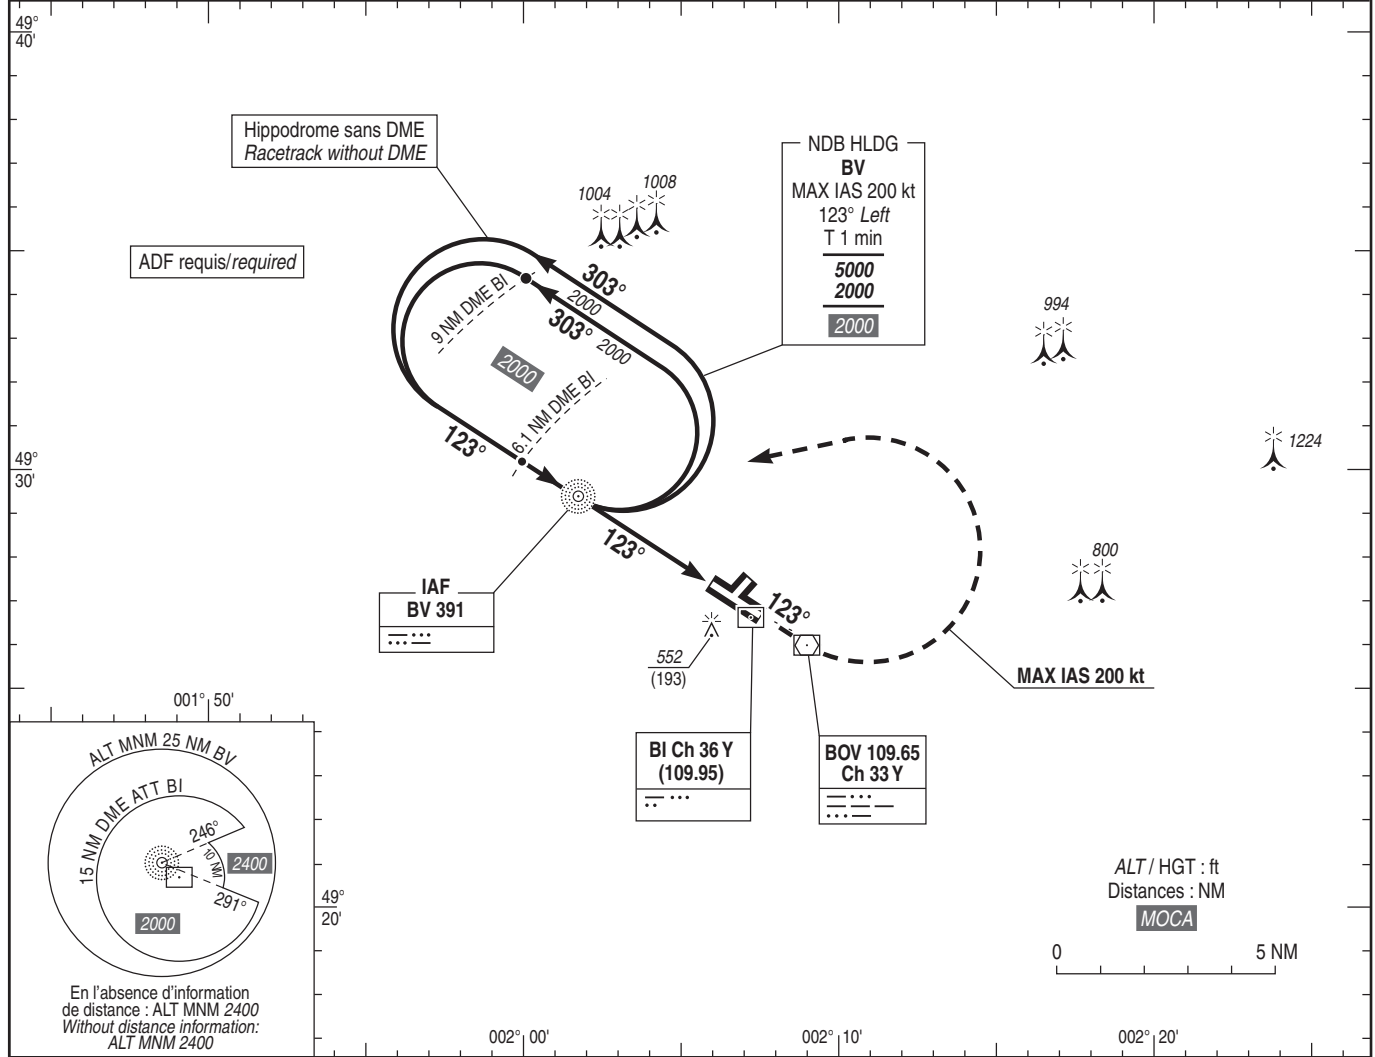 49°
40'
Hippodrome sans DME
Racetrack without DME
ADF requis/required
1004
1008
NDB HLDG
BV
MAX IAS 200 kt
123° Left
T 1 min
5000
2000
2000
994
1224
800
303°
2000
303°
2000
9 NM DME BI
2000
6.1 NM DME BI
123°
49°
30'
123°
IAF
BV 391
123°
552
(193)
MAX IAS 200 kt
BI Ch 36 Y
(109.95)
BOV 109.65
Ch 33 Y
001° 50'
ALT MNM 25 NM BV
15 NM DME ATT BI
246°
10 NM
2400
291°
2000
49°
20'
En l'absence d'information
de distance : ALT MNM 2400
Without distance information:
ALT MNM 2400
ALT / HGT : ft
Distances : NM
MOCA
0
5 NM
002° 00'
002° 10'
002° 20'